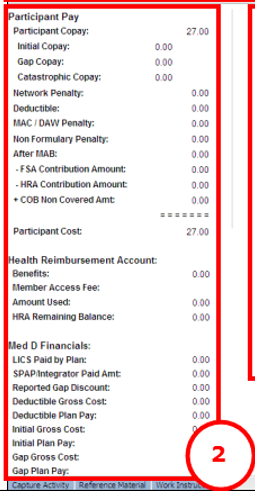 Participant Pay
Participant Copay: 27.00
Initial Copay: 0.00
Gap Copay: 0.00
Catastrophic Copay: 0.00
Network Penalty: 0.00
Deductible: 0.00
MAC / DAW Penalty: 0.00
Non Formulary Penalty: 0.00
After MAB: 0.00
- FSA Contribution Amount: 0.00
- HRA Contribution Amount: 0.00
+ COB Non Covered Amt: 0.00
=======
Participant Cost: 27.00
Health Reimbursement Account:
Benefits: 0.00
Member Access Fee:
Amount Used: 0.00
HRA Remaining Balance: 0.00
Med D Financials:
LICS Paid by Plan: 0.00
SPAP/Integrator Paid Amt: 0.00
Reported Gap Discount: 0.00
Deductible Gross Cost: 0.00
Deductible Plan Pay: 0.00
Initial Gross Cost:
Initial Plan Pay:
Gap Gross Cost:
Gap Plan Pay:
2
Capture Activity Reference Material Work